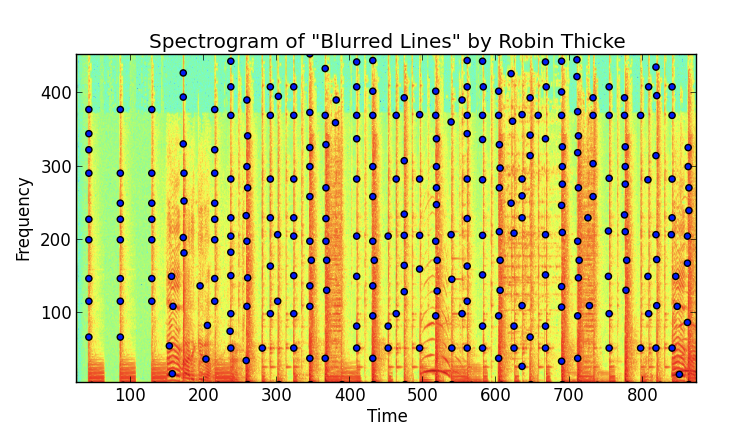 Spectrogram of "Blurred Lines" by Robin Thicke
Frequency
400
300
200
100
100 200 300 400 500 600 700 800
Time